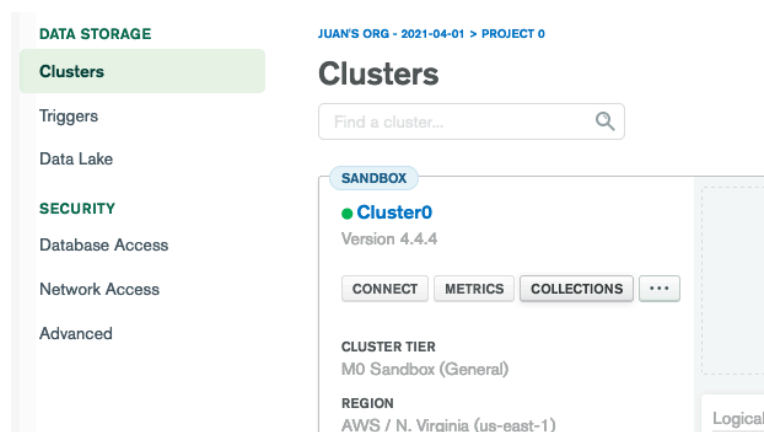 DATA STORAGE
Clusters
Triggers
Data Lake
SECURITY
Database Access
Network Access
Advanced
JUAN'S ORG - 2021-04-01 > PROJECT 0
Clusters
Find a cluster...
SANDBOX
Cluster0
Version 4.4.4
CONNECT METRICS COLLECTIONS ...
CLUSTER TIER
M0 Sandbox (General)
REGION
AWS / N. Virginia (us-east-1)
Logical